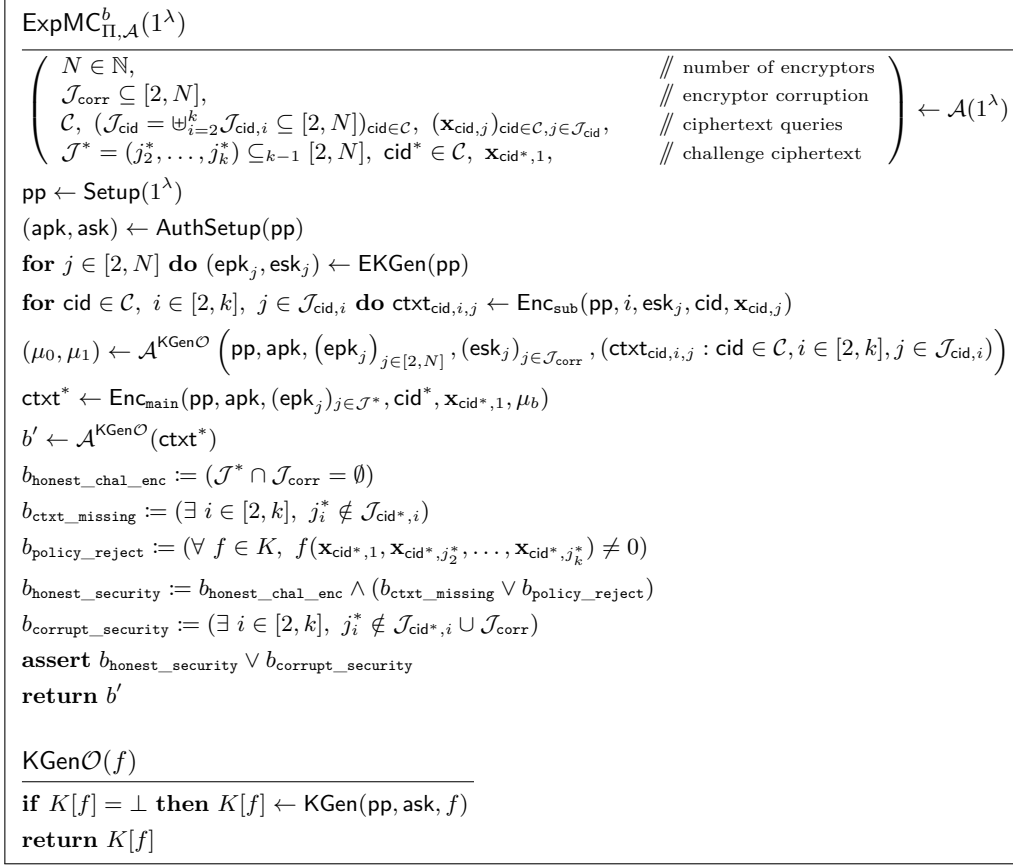 ExpMC^b_{Π,𝒜}(1^λ)
( N ∈ ℕ, // number of encryptors
𝒥_corr ⊆ [2, N], // encryptor corruption
𝒞, (𝒥_cid = ⊎^k_{i=2} 𝒥_{cid,i} ⊆ [2, N])_{cid∈𝒞}, (𝐱_{cid,j})_{cid∈𝒞,j∈𝒥_cid}, // ciphertext queries
𝒥* = (j*_2, …, j*_k) ⊆_{k−1} [2, N], cid* ∈ 𝒞, 𝐱_{cid*,1}, // challenge ciphertext ) ← 𝒜(1^λ)
pp ← Setup(1^λ)
(apk, ask) ← AuthSetup(pp)
for j ∈ [2, N] do (epk_j, esk_j) ← EKGen(pp)
for cid ∈ 𝒞, i ∈ [2, k], j ∈ 𝒥_{cid,i} do ctxt_{cid,i,j} ← Enc_sub(pp, i, esk_j, cid, 𝐱_{cid,j})
(μ_0, μ_1) ← 𝒜^{KGen𝒪} (pp, apk, (epk_j)_{j∈[2,N]}, (esk_j)_{j∈𝒥_corr}, (ctxt_{cid,i,j} : cid ∈ 𝒞, i ∈ [2, k], j ∈ 𝒥_{cid,i}))
ctxt* ← Enc_main(pp, apk, (epk_j)_{j∈𝒥*}, cid*, 𝐱_{cid*,1}, μ_b)
b′ ← 𝒜^{KGen𝒪}(ctxt*)
b_honest_chal_enc := (𝒥* ∩ 𝒥_corr = ∅)
b_ctxt_missing := (∃ i ∈ [2, k], j*_i ∉ 𝒥_{cid*,i})
b_policy_reject := (∀ f ∈ K, f(𝐱_{cid*,1}, 𝐱_{cid*,j*_2}, …, 𝐱_{cid*,j*_k}) ≠ 0)
b_honest_security := b_honest_chal_enc ∧ (b_ctxt_missing ∨ b_policy_reject)
b_corrupt_security := (∃ i ∈ [2, k], j*_i ∉ 𝒥_{cid*,i} ∪ 𝒥_corr)
assert b_honest_security ∨ b_corrupt_security
return b′
KGen𝒪(f)
if K[f] = ⊥ then K[f] ← KGen(pp, ask, f)
return K[f]